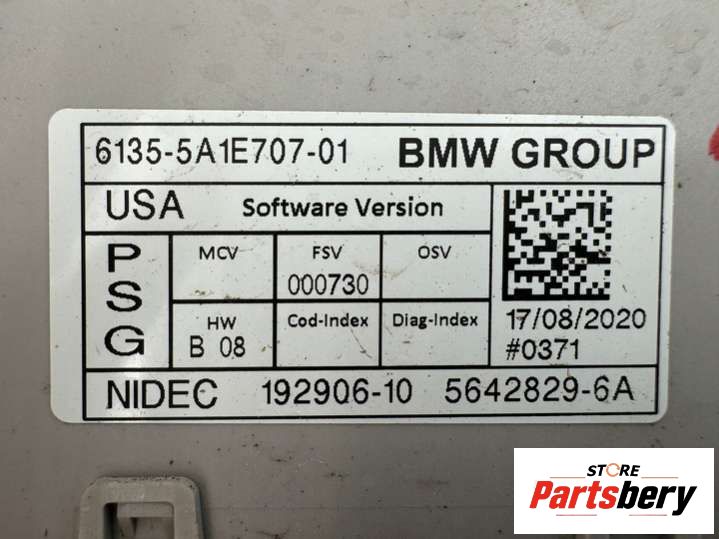 6135-5A1E707-01 BMW GROUP
USA Software Version
PSG
MCV FSV OSV
000730
HW Cod-Index Diag-Index
B 08
17/08/2020
#0371
NIDEC 192906-10 5642829-6A
STORE
Partsbery